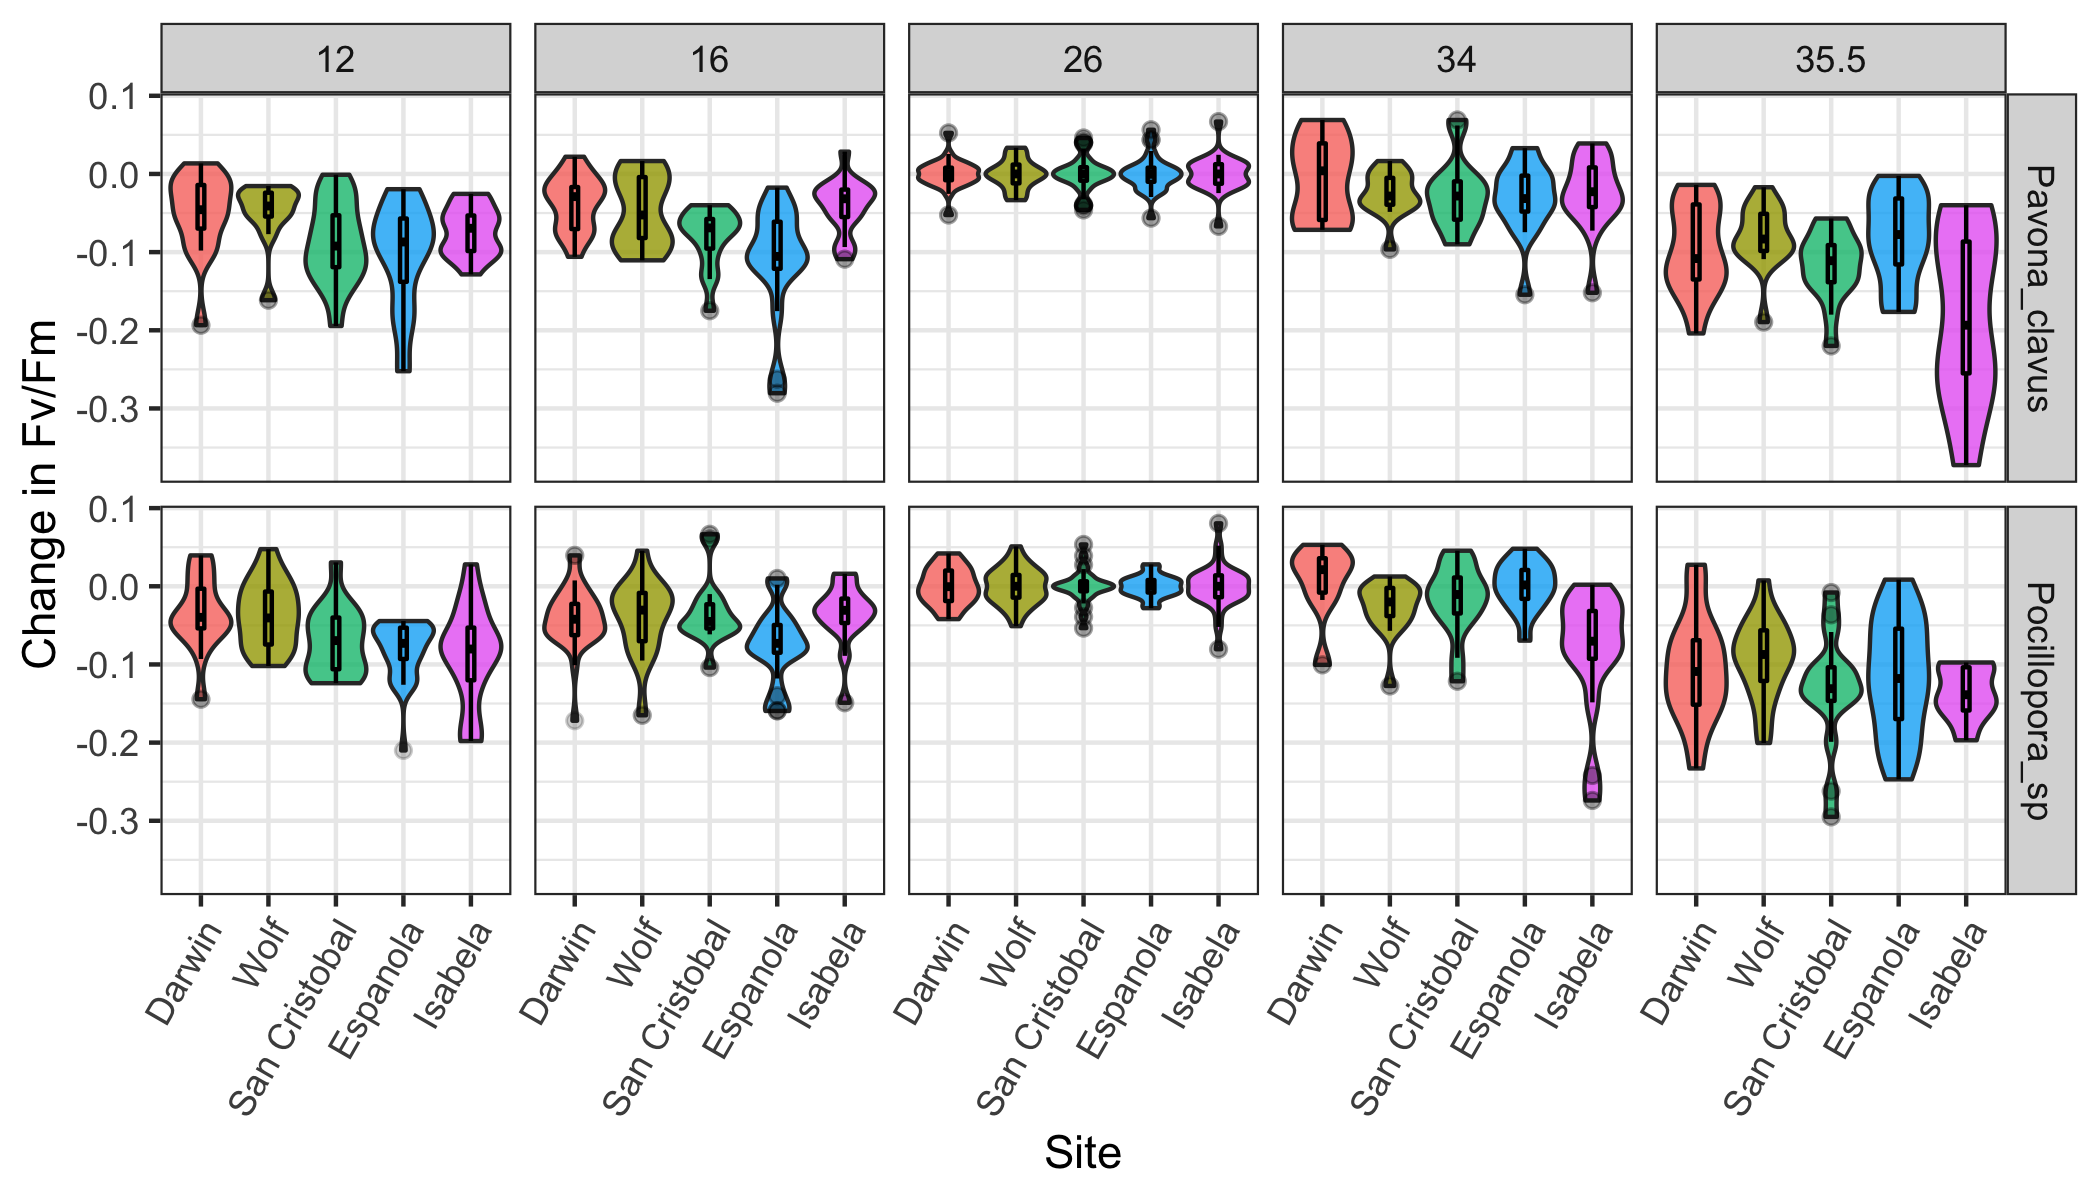 12 16 26 34 35.5
0.1
0.0
-0.1
-0.2
-0.3
Pavona_clavus
0.1
0.0
-0.1
-0.2
-0.3
Pocillopora_sp
Change in Fv/Fm
Darwin Wolf San Cristobal Espanola Isabela Darwin Wolf San Cristobal Espanola Isabela Darwin Wolf San Cristobal Espanola Isabela Darwin Wolf San Cristobal Espanola Isabela Darwin Wolf San Cristobal Espanola Isabela
Site